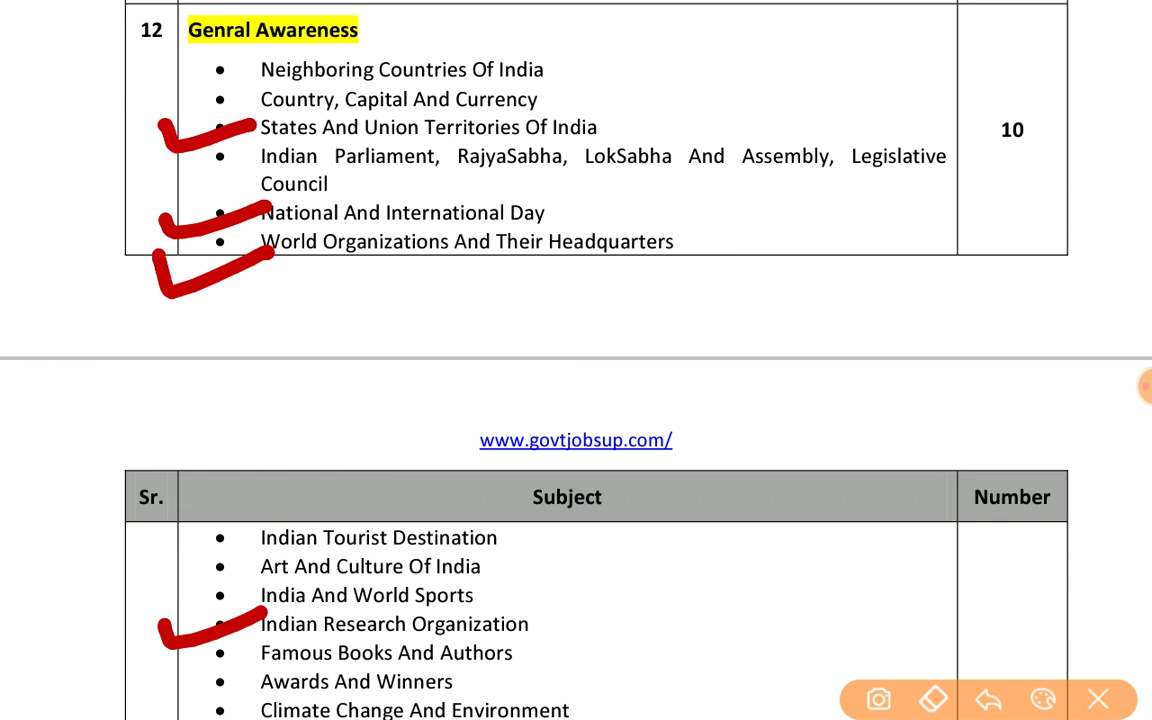 12 Genral Awareness
• Neighboring Countries Of India
• Country, Capital And Currency
• States And Union Territories Of India
10
• Indian Parliament, RajyaSabha, LokSabha And Assembly, Legislative
Council
• National And International Day
• World Organizations And Their Headquarters
www.govtjobsup.com/
Sr. Subject Number
• Indian Tourist Destination
• Art And Culture Of India
• India And World Sports
• Indian Research Organization
• Famous Books And Authors
• Awards And Winners
• Climate Change And Environment